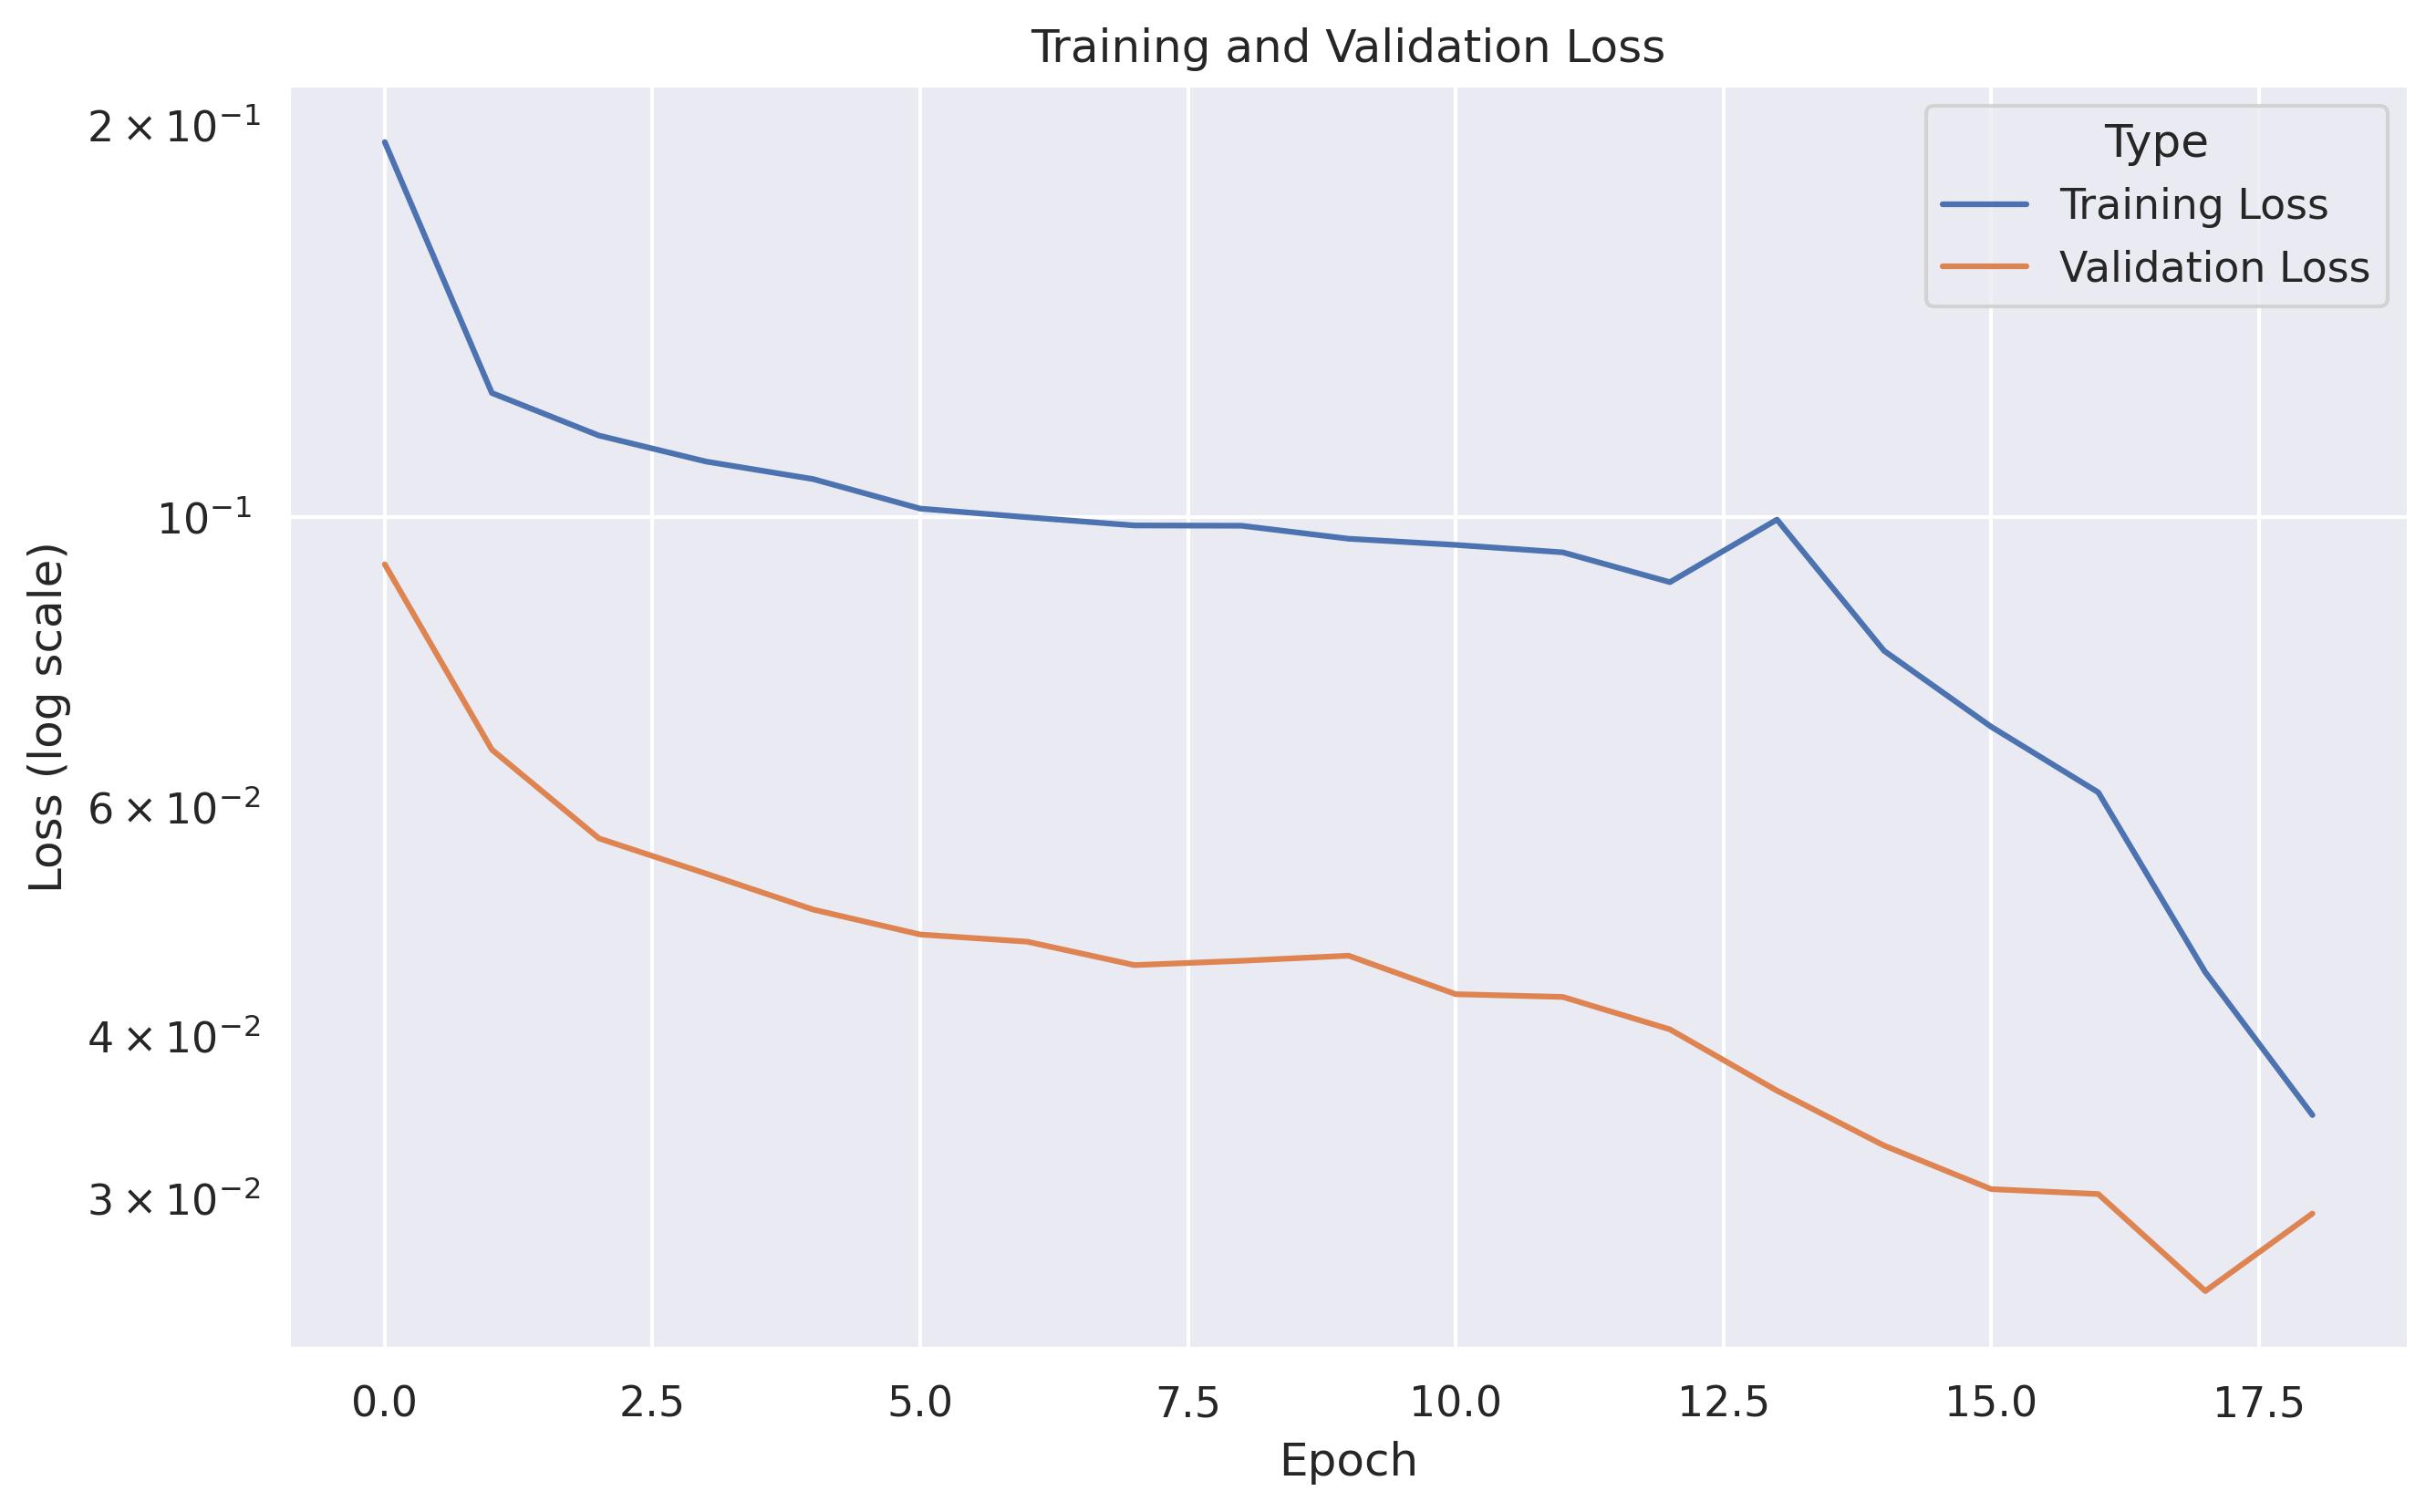 Training and Validation Loss
2 × 10⁻¹
10⁻¹
6 × 10⁻²
4 × 10⁻²
3 × 10⁻²
Loss (log scale)
Type
Training Loss
Validation Loss
0.0 2.5 5.0 7.5 10.0 12.5 15.0 17.5
Epoch